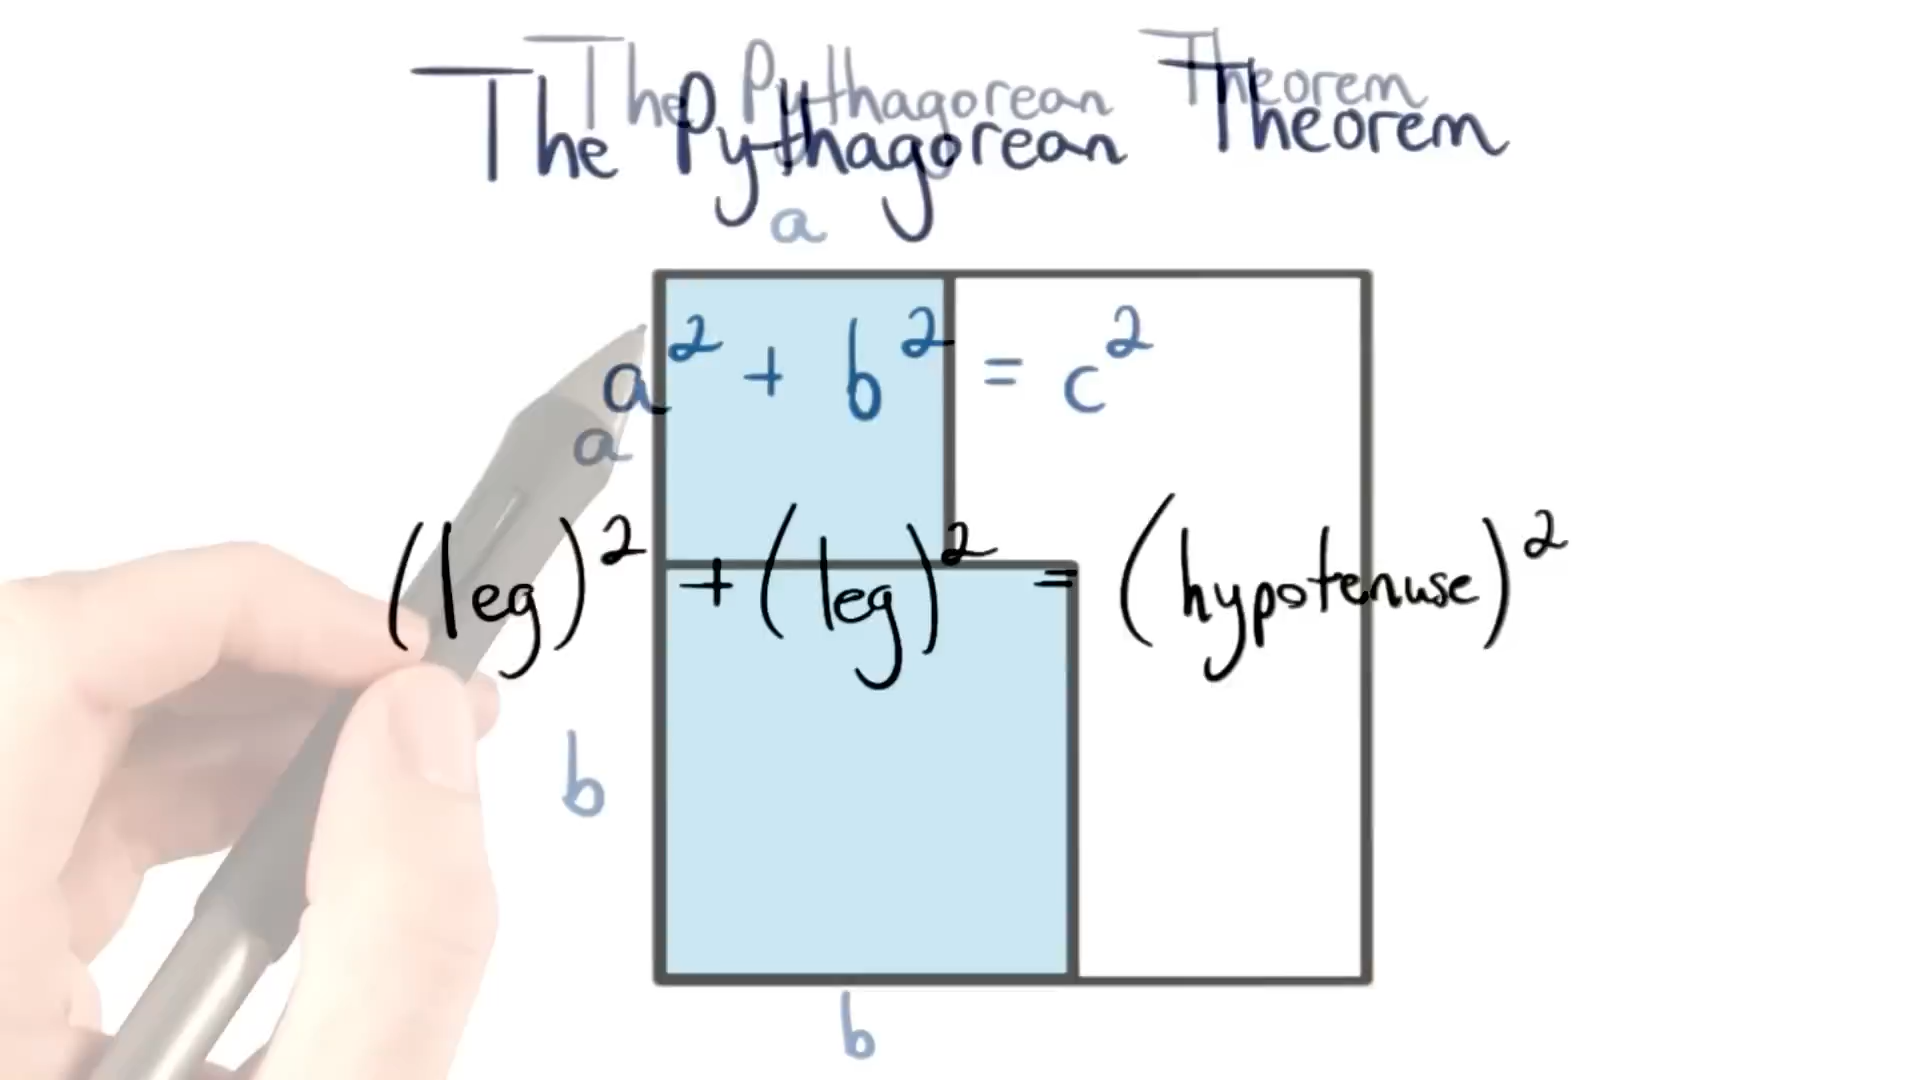 The Pythagorean Theorem
The Pythagorean Theorem
a
a² + b² = c²
a
(leg)² + (leg)² = (hypotenuse)²
b
b